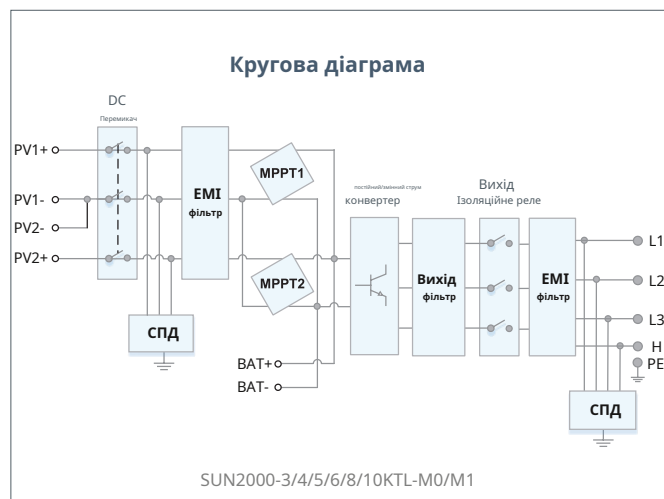 Кругова діаграма
DC
Перемикач
PV1+
PV1-
PV2-
PV2+
EMI
фільтр
MPPT1
MPPT2
СПД
BAT+
BAT-
постійний/змінний струм
конвертер
Вихід
фільтр
Вихід
Ізоляційне реле
EMI
фільтр
L1
L2
L3
Н
PE
СПД
SUN2000-3/4/5/6/8/10KTL-M0/M1